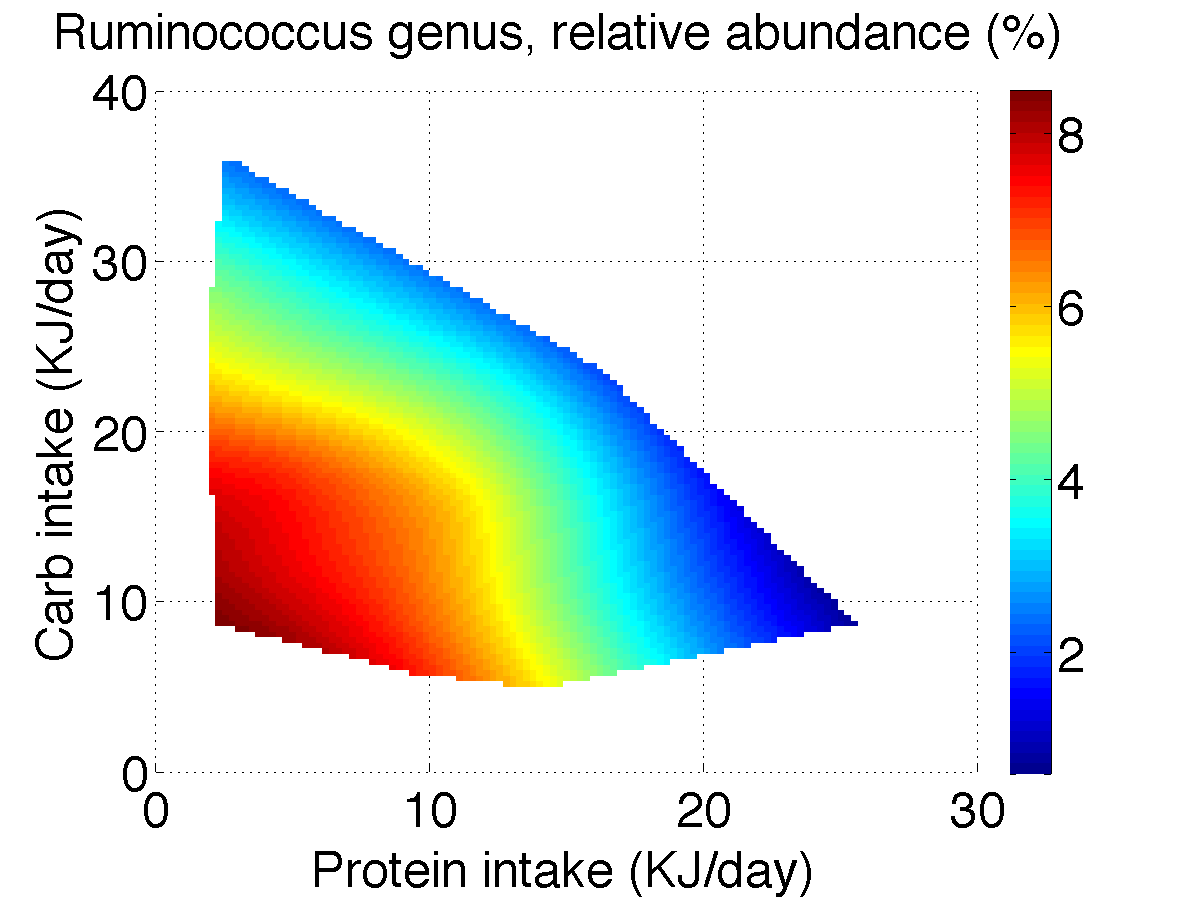 Ruminococcus genus, relative abundance (%)
40
30
20
10
0
Carb intake (KJ/day)
0 10 20 30
Protein intake (KJ/day)
8
6
4
2